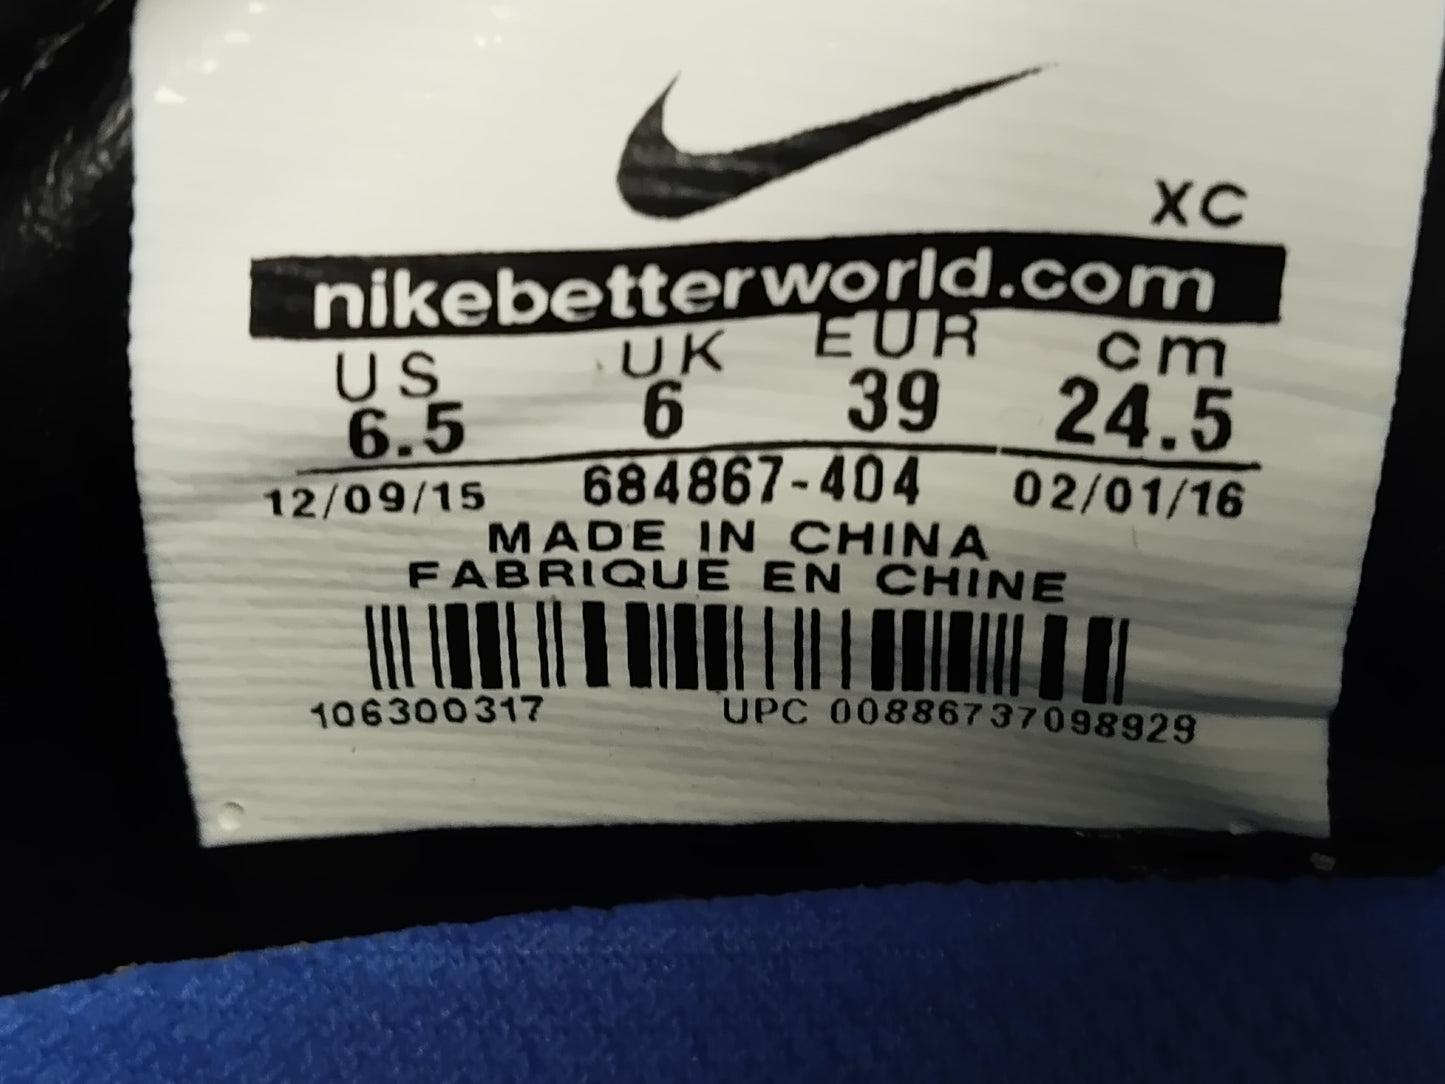 XC
nikebetterworld.com
US UK EUR cm
6.5 6 39 24.5
12/09/15 684867-404 02/01/16
MADE IN CHINA
FABRIQUE EN CHINE
106300317 UPC 00886737098929